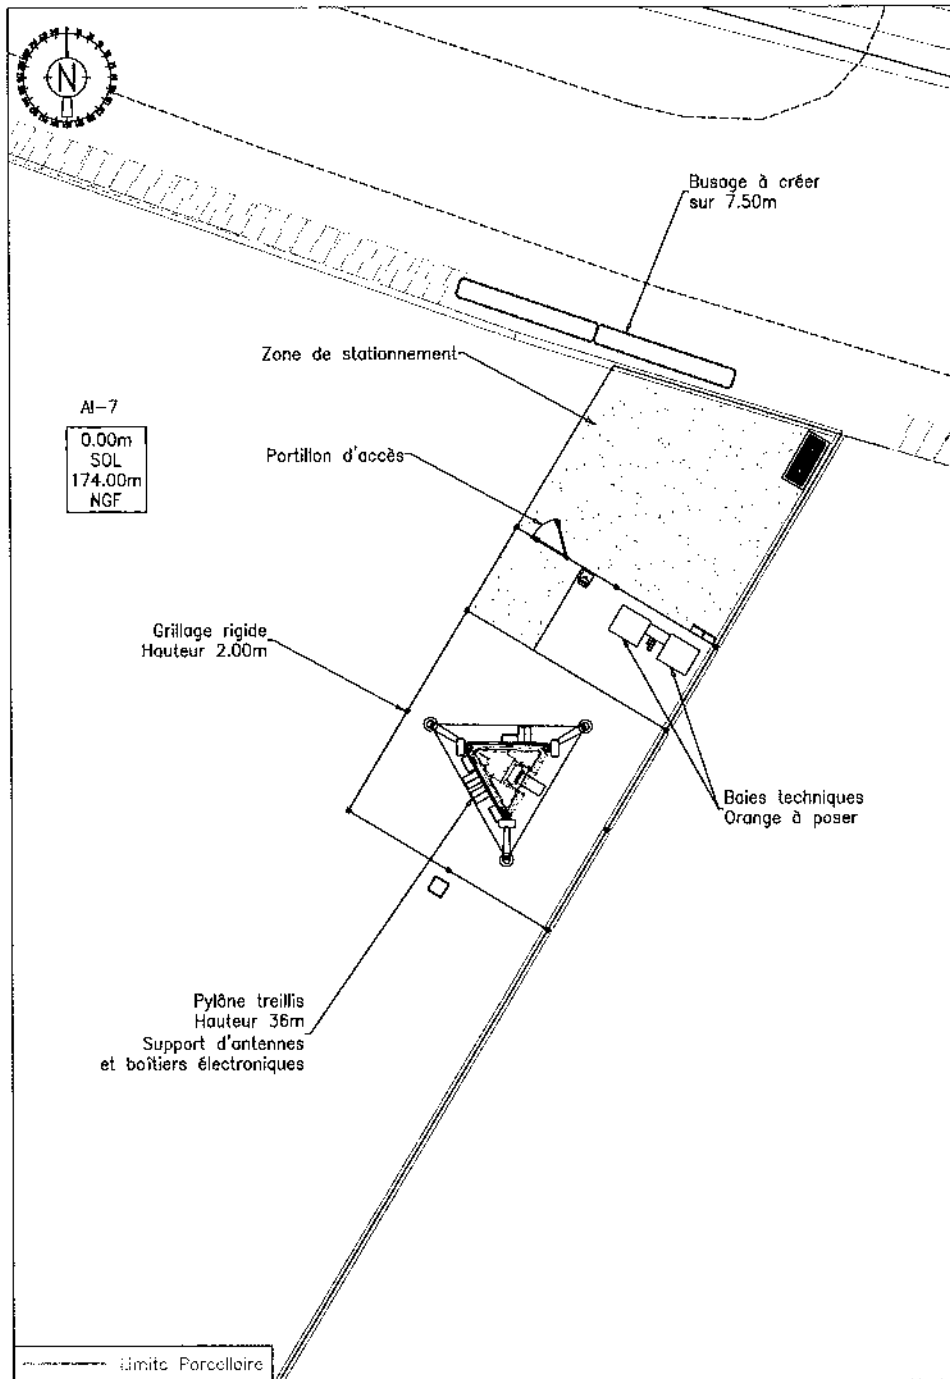 N
Busage à créer
sur 7.50m
Zone de stationnement
AI-7
0.00m
SOL
174.00m
NGF
Portillon d'accès
Grillage rigide
Hauteur 2.00m
Baies techniques
Orange à poser
Pylône treillis
Hauteur 36m
Support d'antennes
et boîtiers électroniques
Limite Parcellaire